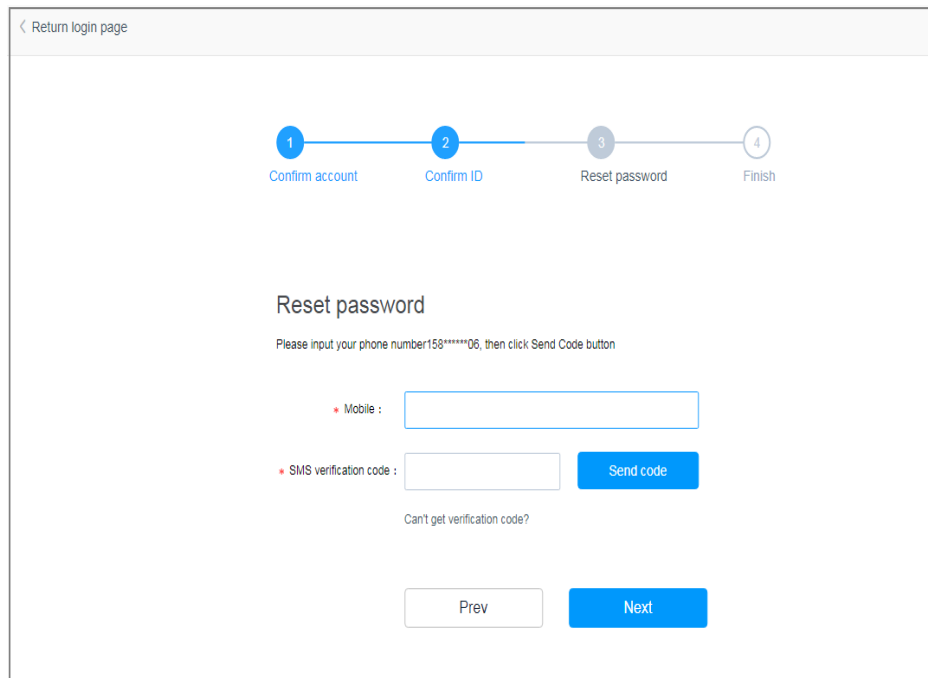 Return login page
1
2
3
4
Confirm account
Confirm ID
Reset password
Finish
Reset password
Please input your phone number158******06, then click Send Code button
* Mobile :
* SMS verification code :
Send code
Can't get verification code?
Prev
Next